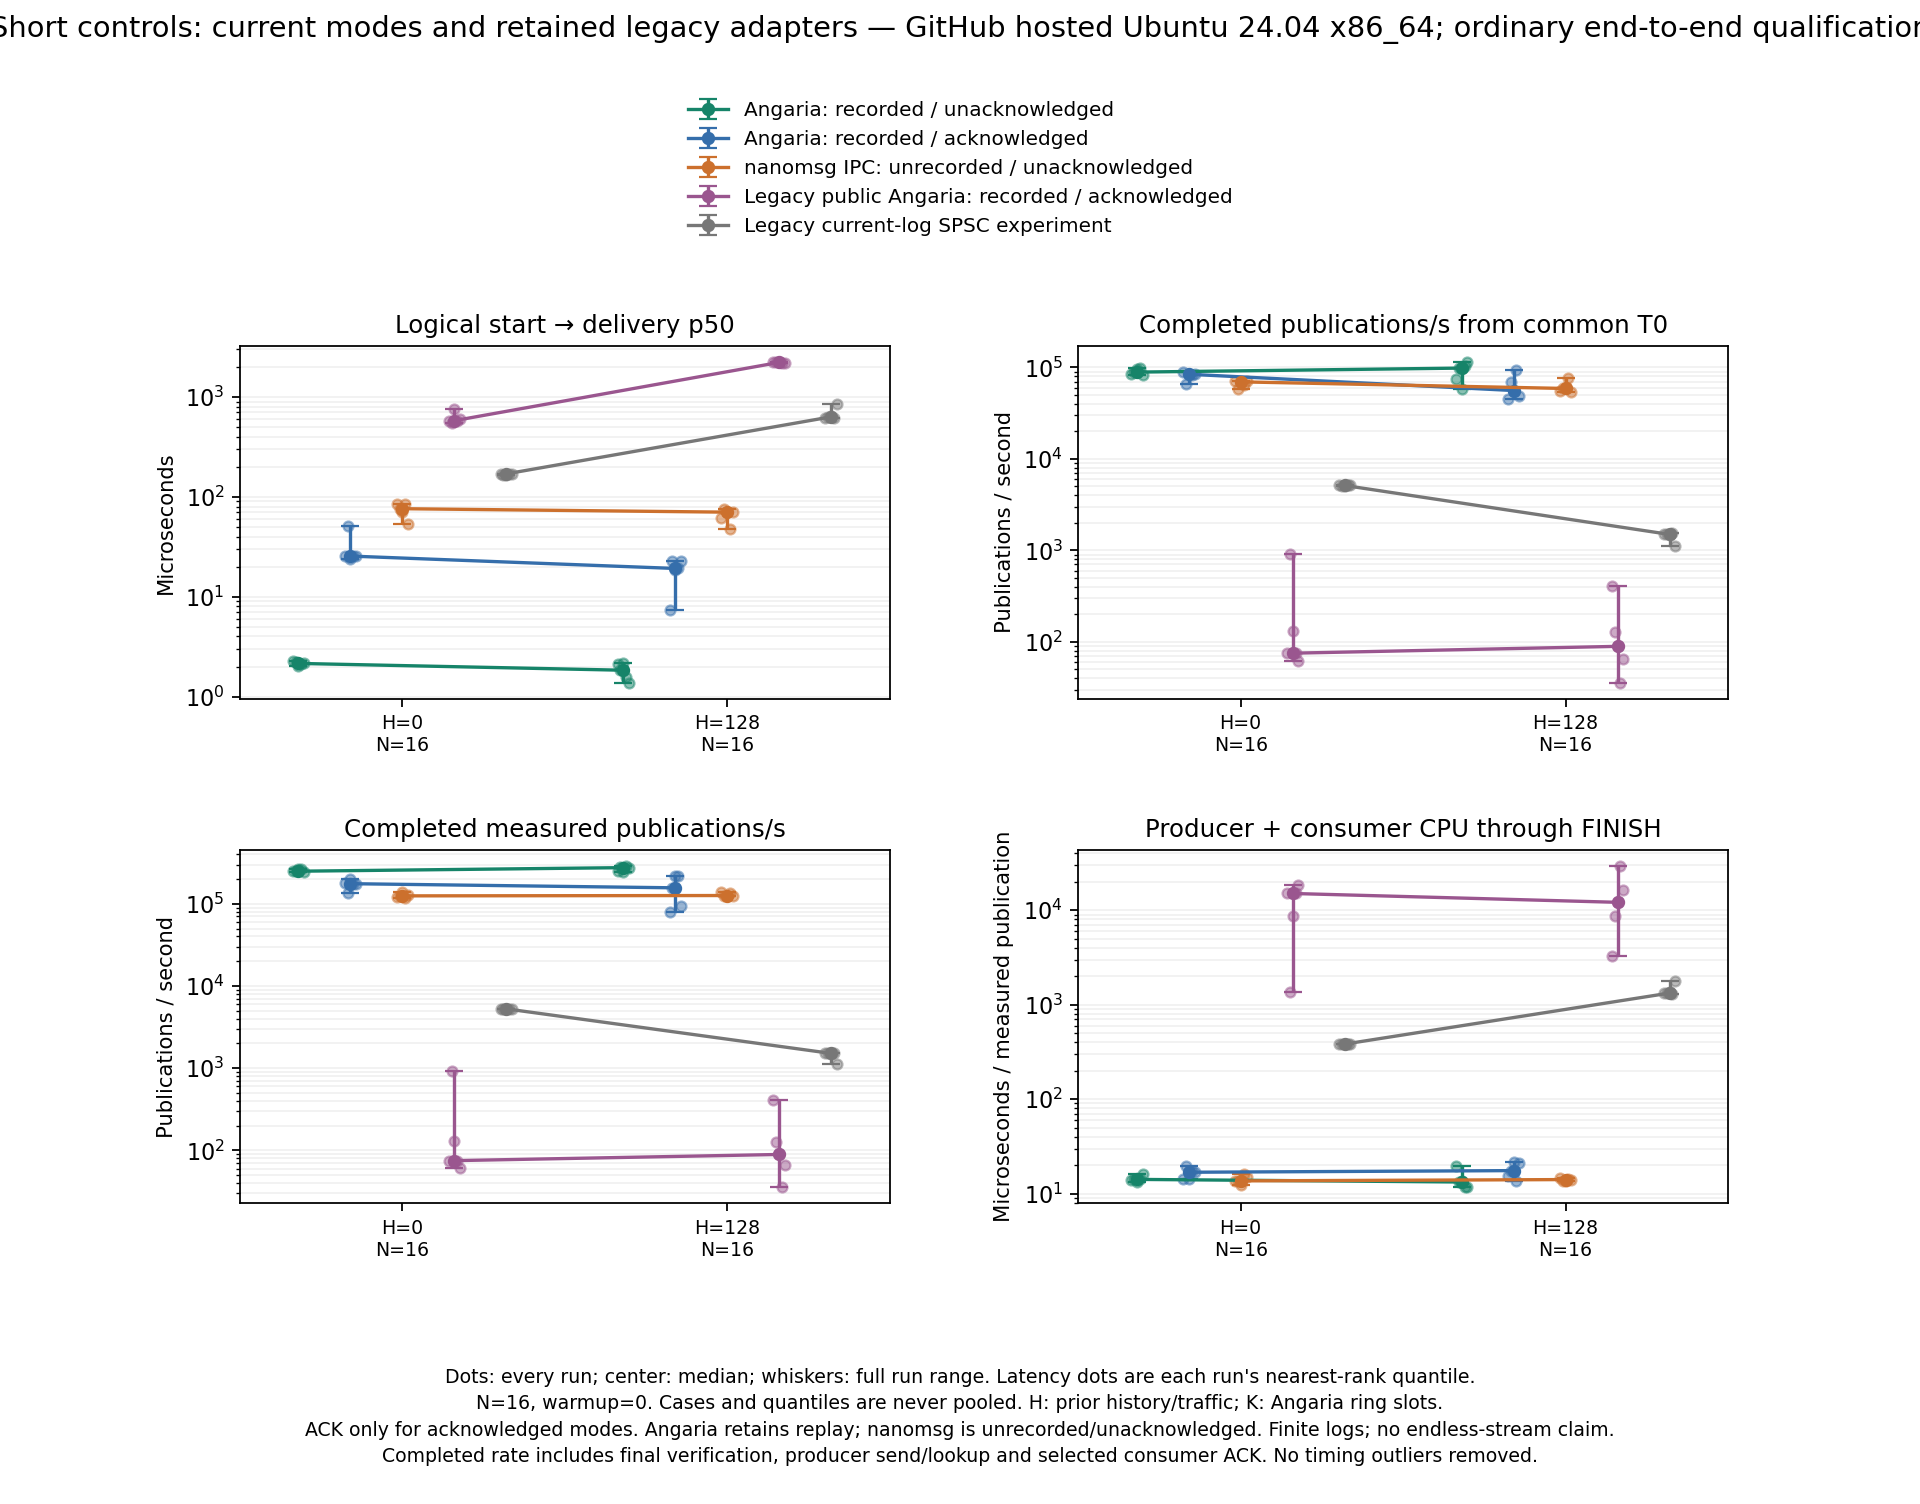 Short controls: current modes and retained legacy adapters — GitHub hosted Ubuntu 24.04 x86_64; ordinary end-to-end qualification
Angaria: recorded / unacknowledged
Angaria: recorded / acknowledged
nanomsg IPC: unrecorded / unacknowledged
Legacy public Angaria: recorded / acknowledged
Legacy current-log SPSC experiment
Logical start → delivery p50
Microseconds
10³
10²
10¹
10⁰
H=0
N=16
H=128
N=16
Completed publications/s from common T0
Publications / second
10⁵
10⁴
10³
10²
H=0
N=16
H=128
N=16
Completed measured publications/s
Publications / second
10⁵
10⁴
10³
10²
H=0
N=16
H=128
N=16
Producer + consumer CPU through FINISH
Microseconds / measured publication
10⁴
10³
10²
10¹
H=0
N=16
H=128
N=16
Dots: every run; center: median; whiskers: full run range. Latency dots are each run's nearest-rank quantile.
N=16, warmup=0. Cases and quantiles are never pooled. H: prior history/traffic; K: Angaria ring slots.
ACK only for acknowledged modes. Angaria retains replay; nanomsg is unrecorded/unacknowledged. Finite logs; no endless-stream claim.
Completed rate includes final verification, producer send/lookup and selected consumer ACK. No timing outliers removed.